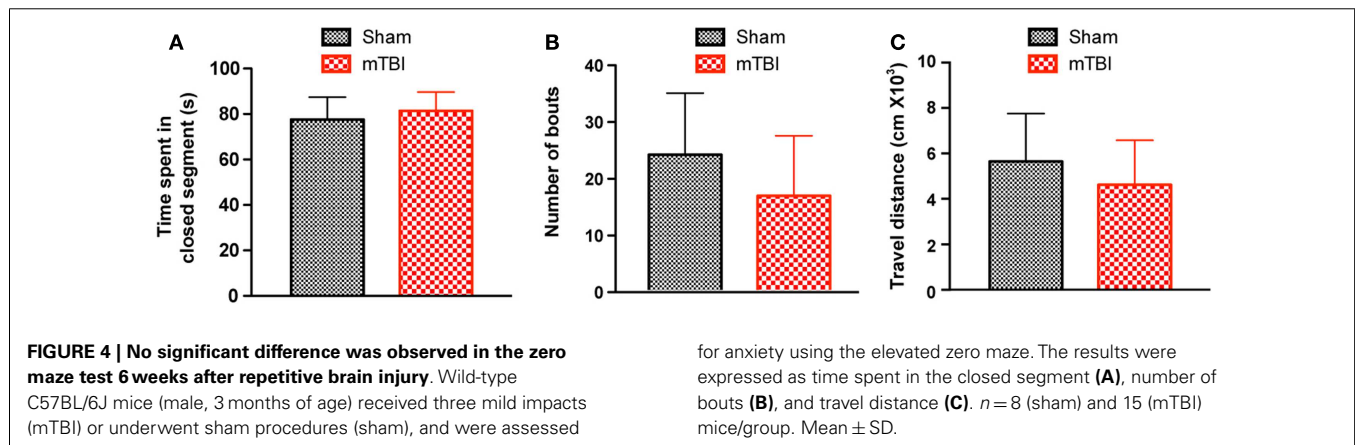 A
Sham
mTBI
Time spent in
closed segment (s)
100
80
60
40
20
0
B
Sham
mTBI
Number of bouts
40
30
20
10
0
C
Sham
mTBI
Travel distance (cm X10³)
10
8
6
4
2
0
FIGURE 4 | No significant difference was observed in the zero
maze test 6 weeks after repetitive brain injury. Wild-type
C57BL/6J mice (male, 3 months of age) received three mild impacts
(mTBI) or underwent sham procedures (sham), and were assessed
for anxiety using the elevated zero maze. The results were
expressed as time spent in the closed segment (A), number of
bouts (B), and travel distance (C). n = 8 (sham) and 15 (mTBI)
mice/group. Mean ± SD.